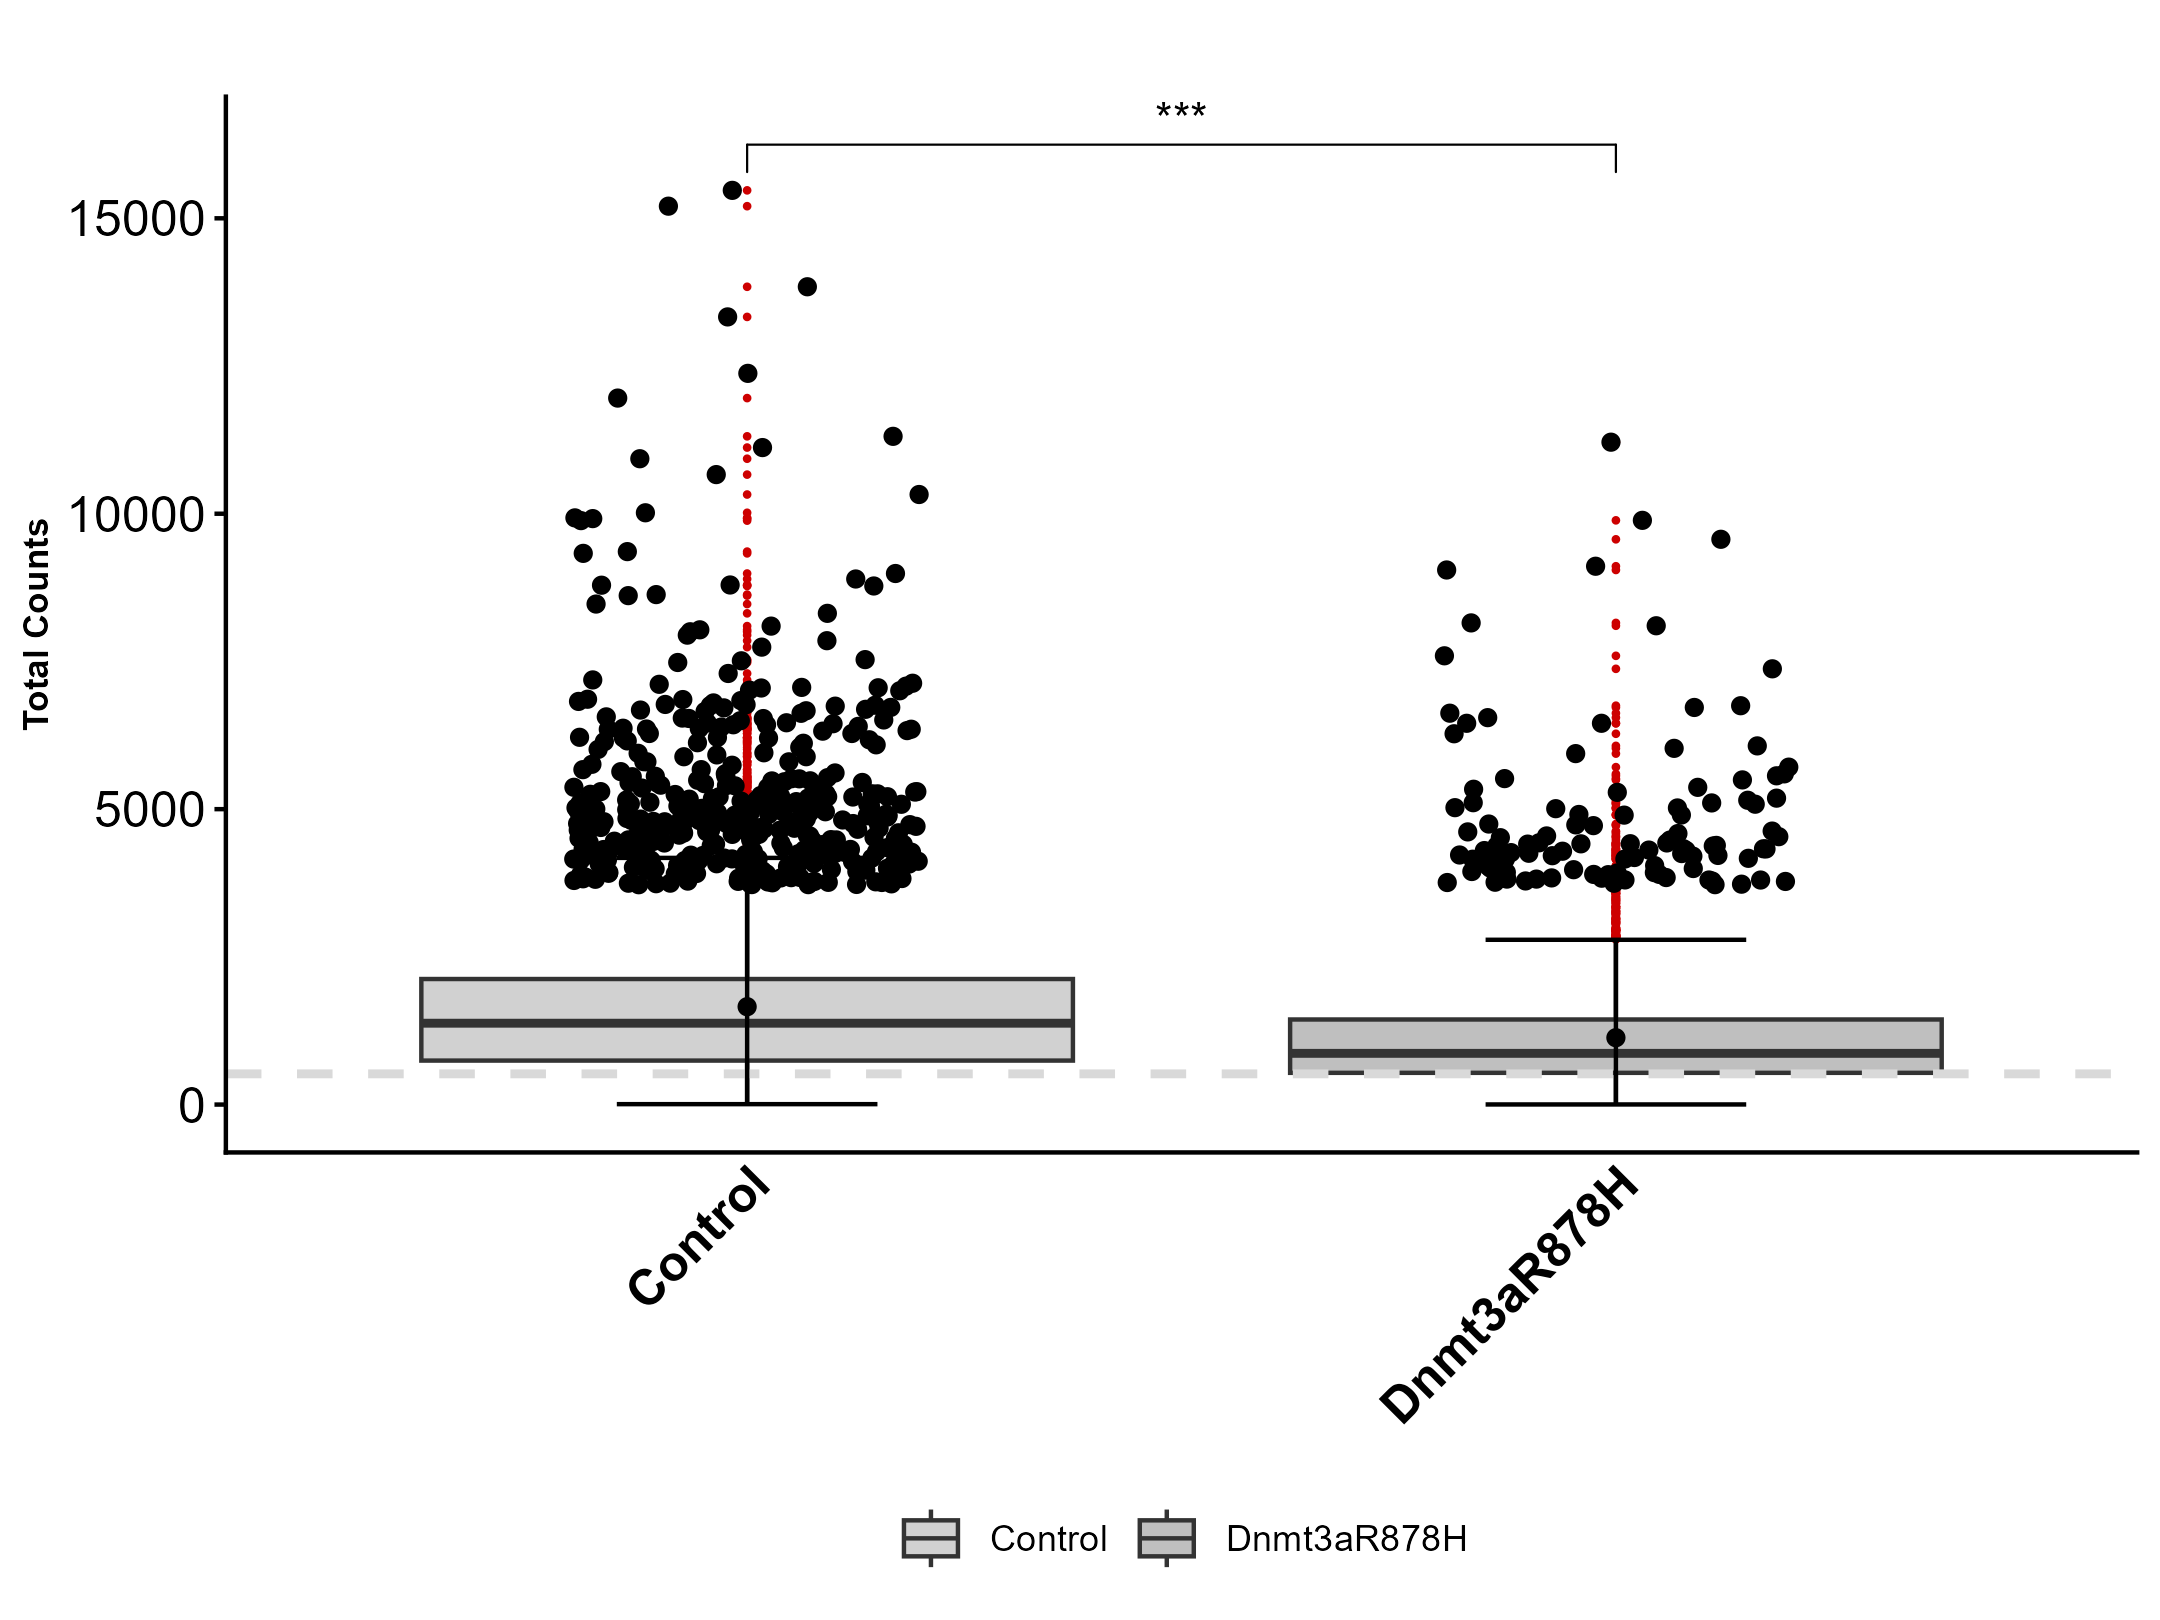 ***
15000
10000
5000
0
Total Counts
Control
Dnmt3aR878H
Control
Dnmt3aR878H